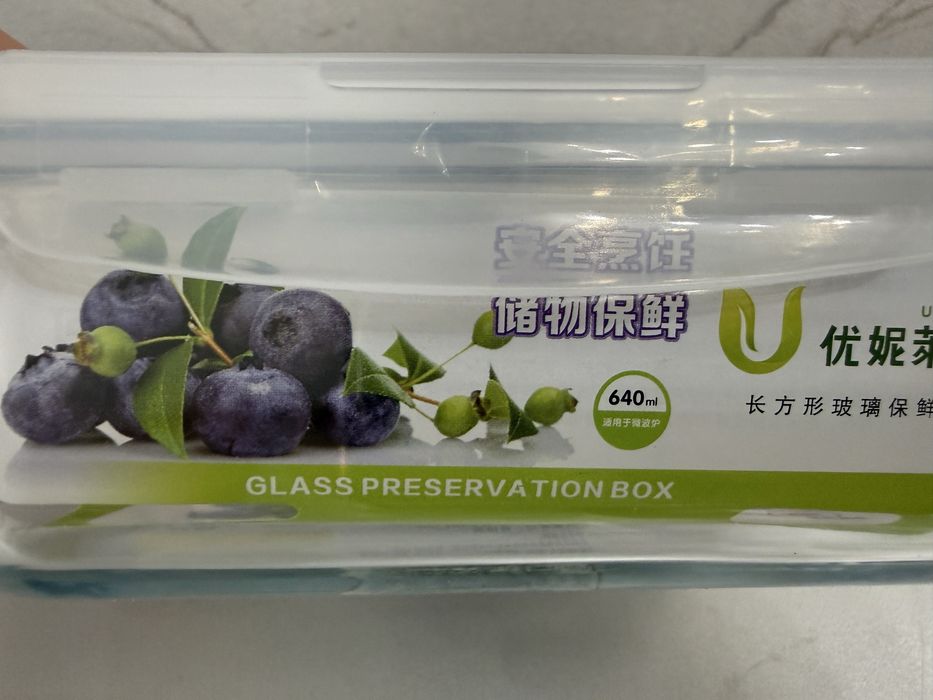 安全烹饪
储物保鲜
U
优妮莱
长方形玻璃保鲜
640ml
适用于微波炉
GLASS PRESERVATION BOX